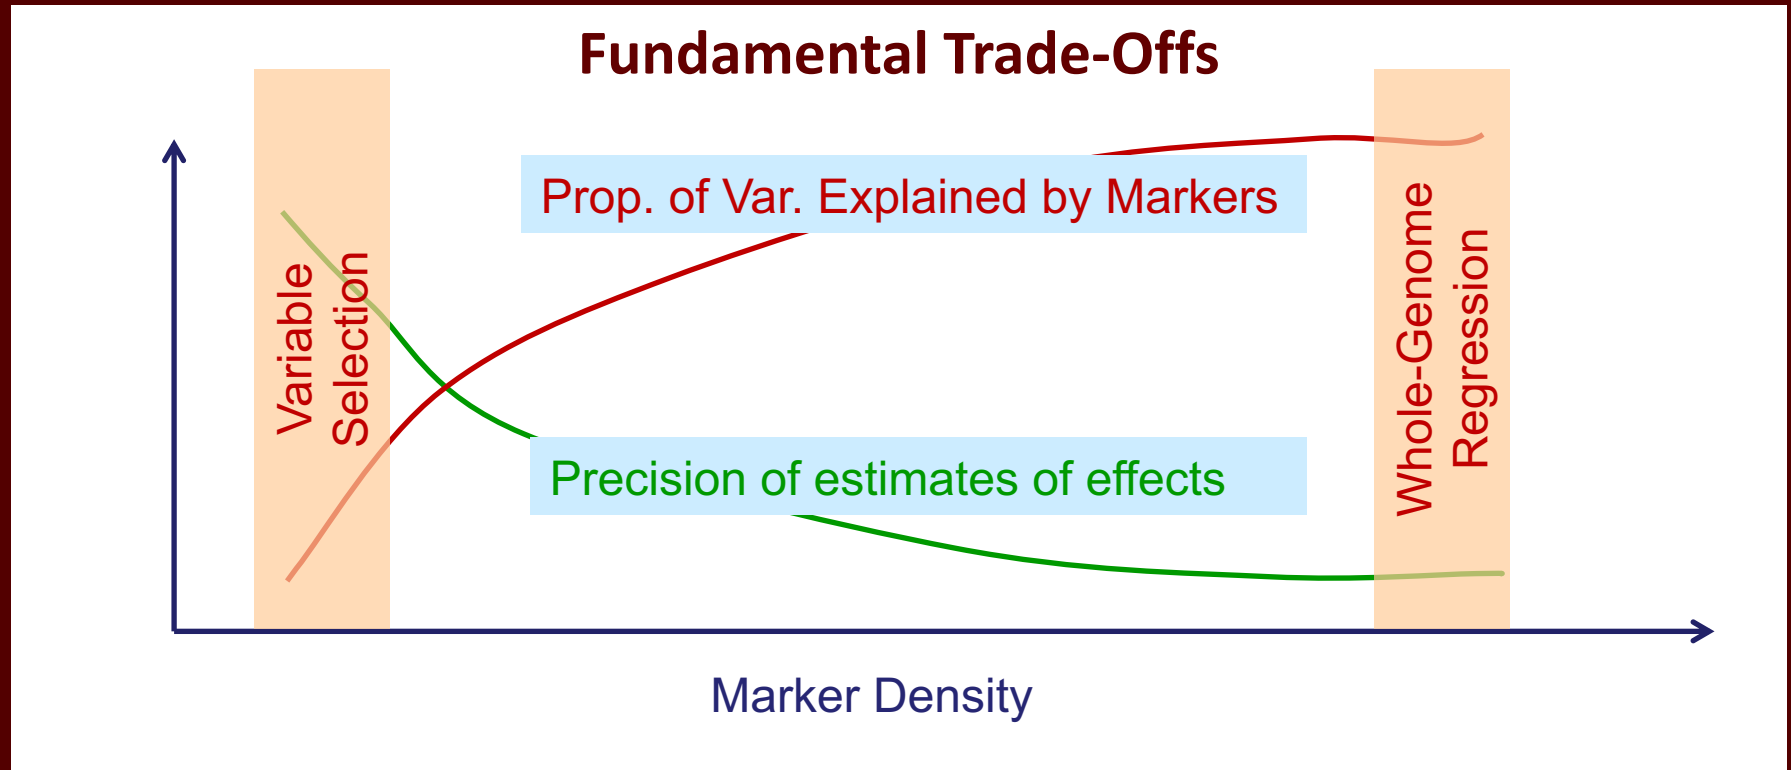 Fundamental Trade-Offs
Prop. of Var. Explained by Markers
Variable
Selection
Precision of estimates of effects
Whole-Genome
Regression
Marker Density